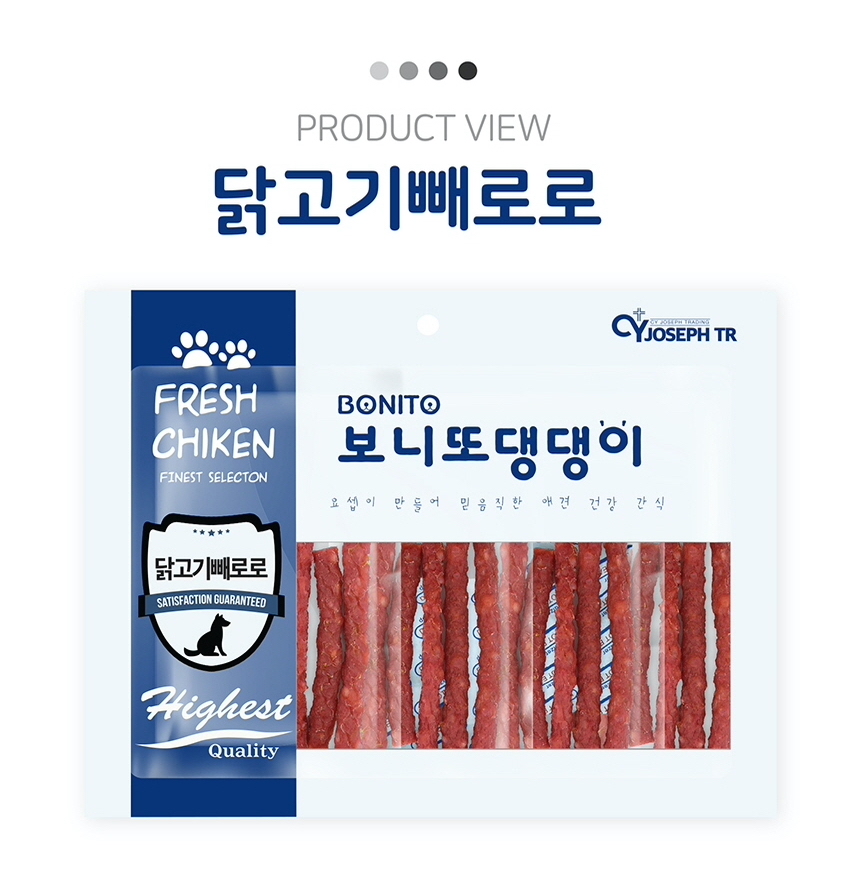 PRODUCT VIEW
닭고기빼로로
CY JOSEPH TRADING
CYJOSEPH TR
FRESH
CHIKEN
FINEST SELECTON
BONITO
보니또댕댕이
요셉이 만들어 믿음직한 애견 건강 간식
닭고기빼로로
SATISFACTION GUARANTEED
Highest
Quality